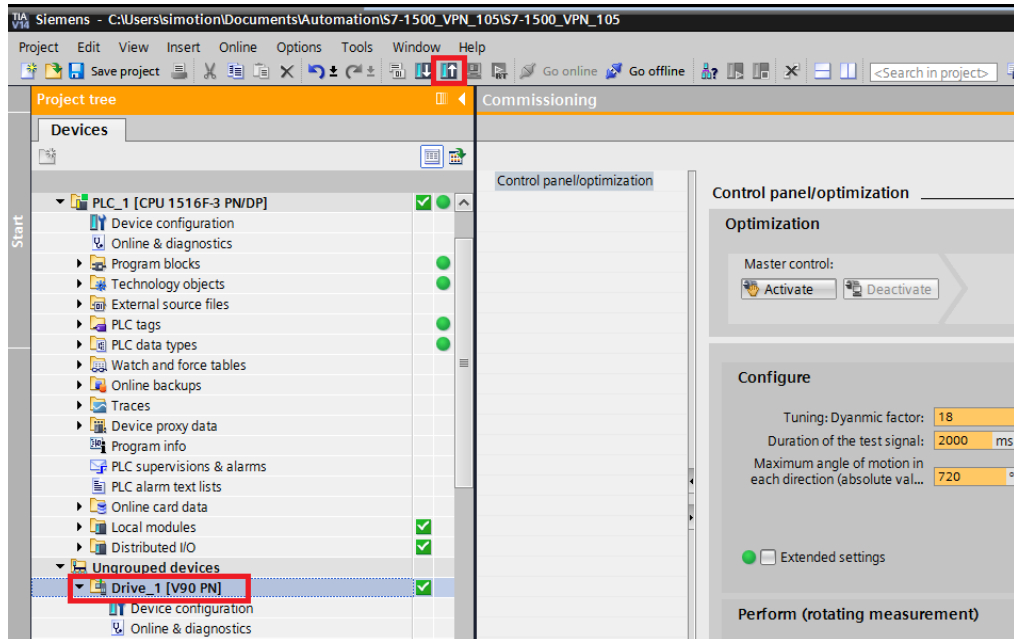 TIA V14 Siemens - C:\Users\simotion\Documents\Automation\S7-1500_VPN_105\S7-1500_VPN_105
Project Edit View Insert Online Options Tools Window Help
Save project Go online Go offline <Search in project>
Project tree
Commissioning
Devices
Start
PLC_1 [CPU 1516F-3 PN/DP]
Device configuration
Online & diagnostics
Program blocks
Technology objects
External source files
PLC tags
PLC data types
Watch and force tables
Online backups
Traces
Device proxy data
Program info
PLC supervisions & alarms
PLC alarm text lists
Online card data
Local modules
Distributed I/O
Ungrouped devices
Drive_1 [V90 PN]
Device configuration
Online & diagnostics
Control panel/optimization
Control panel/optimization
Optimization
Master control:
Activate Deactivate
Configure
Tuning: Dyanmic factor: 18
Duration of the test signal: 2000 ms
Maximum angle of motion in
each direction (absolute val... 720 °
Extended settings
Perform (rotating measurement)